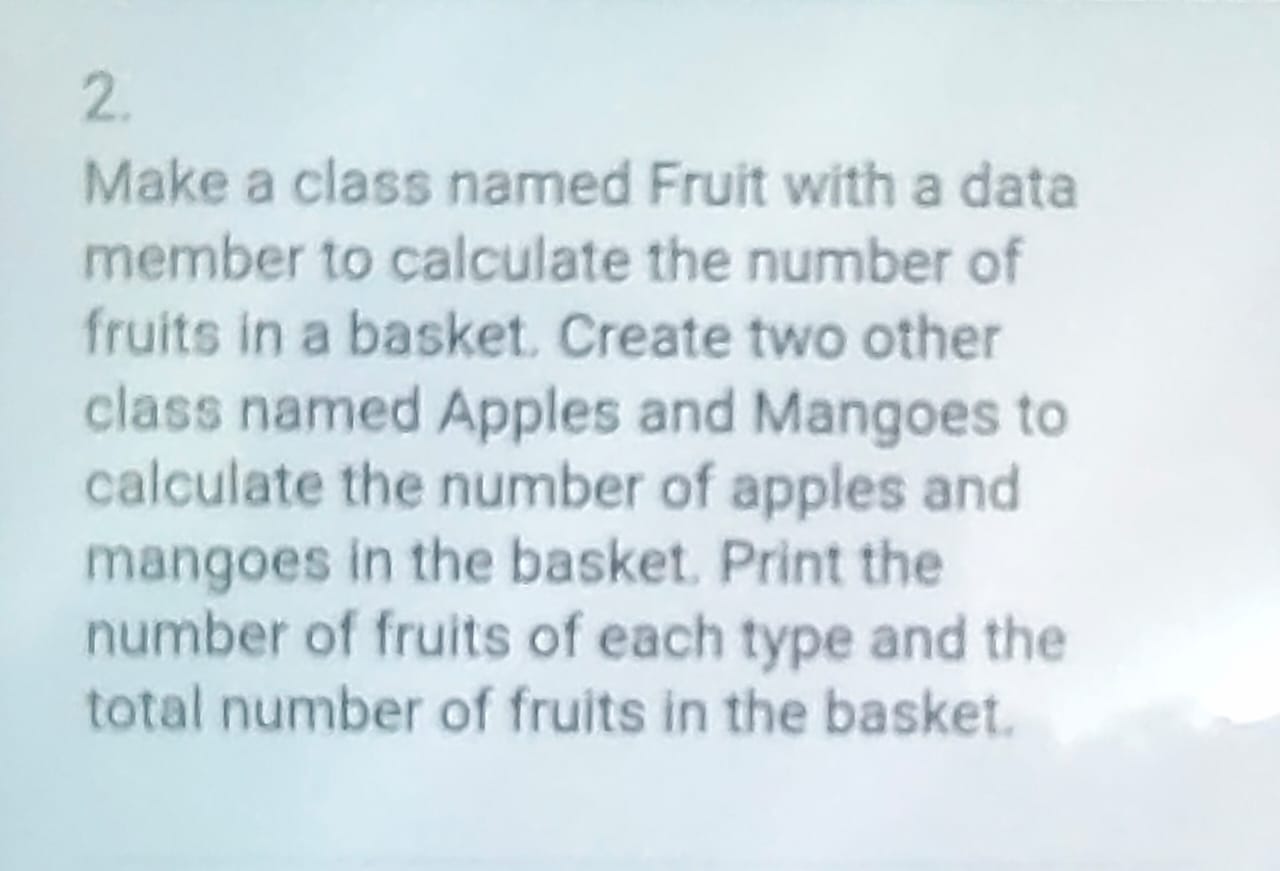 2.
Make a class named Fruit with a data
member to calculate the number of
fruits in a basket. Create two other
class named Apples and Mangoes to
calculate the number of apples and
mangoes in the basket. Print the
number of fruits of each type and the
total number of fruits in the basket.